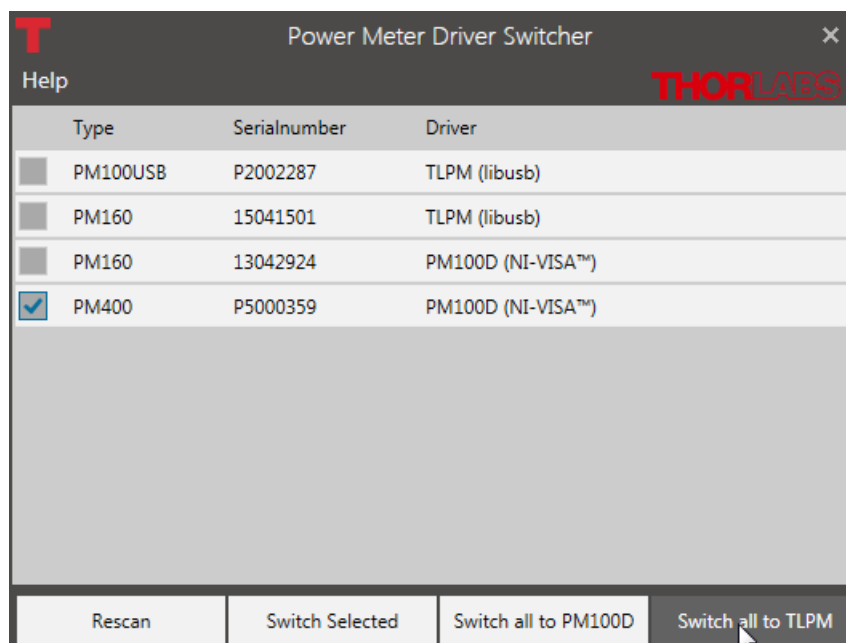 Power Meter Driver Switcher
Help THORLABS
Type Serialnumber Driver
PM100USB P2002287 TLPM (libusb)
PM160 15041501 TLPM (libusb)
PM160 13042924 PM100D (NI-VISA™)
PM400 P5000359 PM100D (NI-VISA™)
Rescan Switch Selected Switch all to PM100D Switch all to TLPM